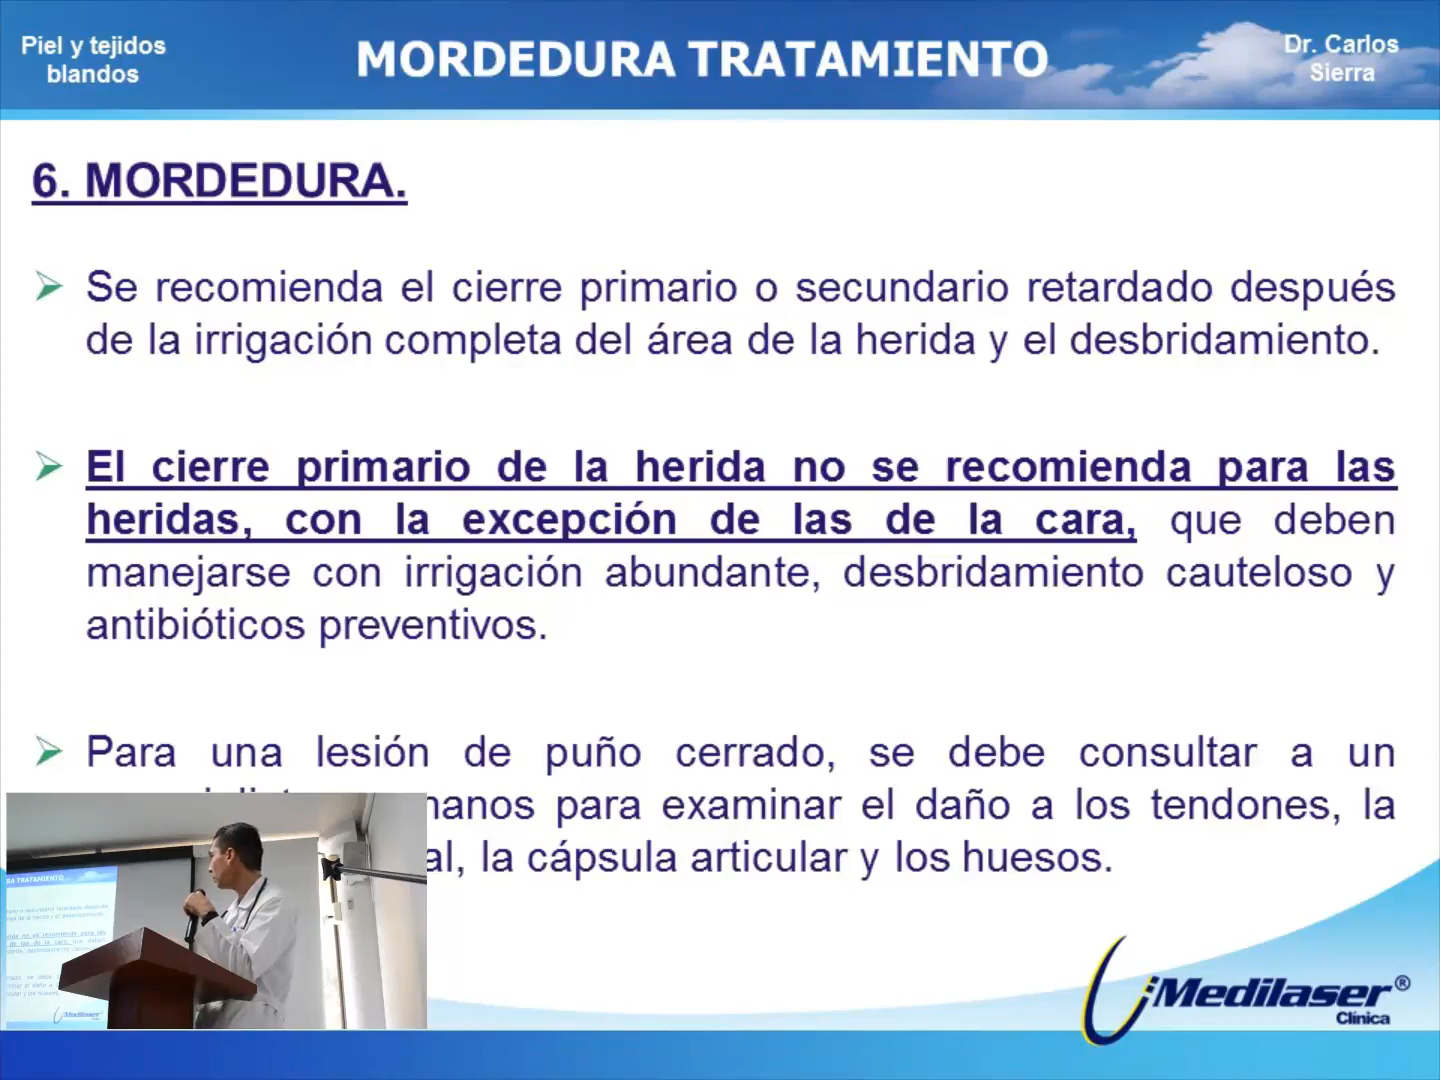 Piel y tejidos
blandos
MORDEDURA TRATAMIENTO
Dr. Carlos
Sierra
6. MORDEDURA.
Se recomienda el cierre primario o secundario retardado después
de la irrigación completa del área de la herida y el desbridamiento.
El cierre primario de la herida no se recomienda para las
heridas, con la excepción de las de la cara, que deben
manejarse con irrigación abundante, desbridamiento cauteloso y
antibióticos preventivos.
Para una lesión de puño cerrado, se debe consultar a un
para examinar el daño a los tendones, la
la cápsula articular y los huesos.
Medilaser®
Clínica